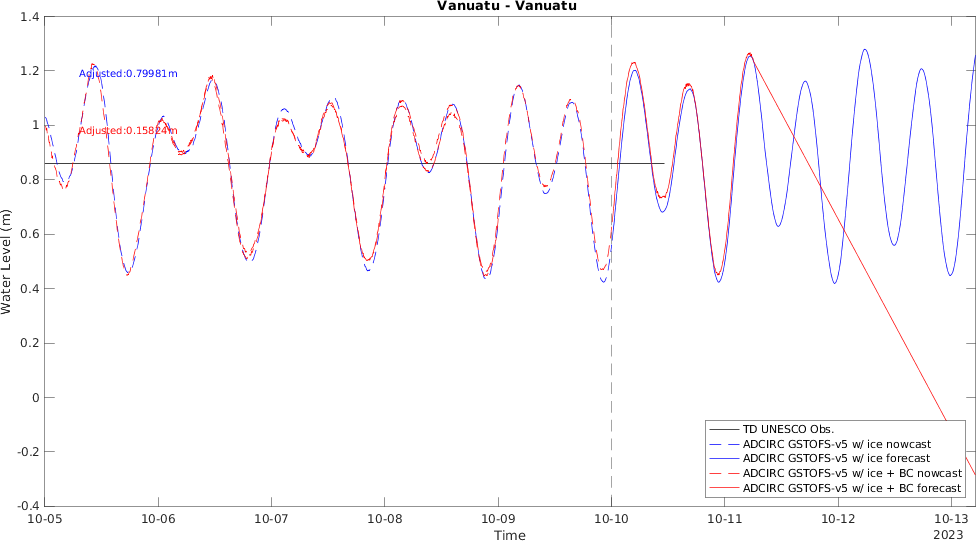 Vanuatu - Vanuatu
1.4
1.2
1
0.8
0.6
0.4
0.2
0
-0.2
-0.4
Water Level (m)
Adjusted:0.79981m
Adjusted:0.15824m
TD UNESCO Obs.
ADCIRC GSTOFS-v5 w/ ice nowcast
ADCIRC GSTOFS-v5 w/ ice forecast
ADCIRC GSTOFS-v5 w/ ice + BC nowcast
ADCIRC GSTOFS-v5 w/ ice + BC forecast
10-05 10-06 10-07 10-08 10-09 10-10 10-11 10-12 10-13
Time
2023